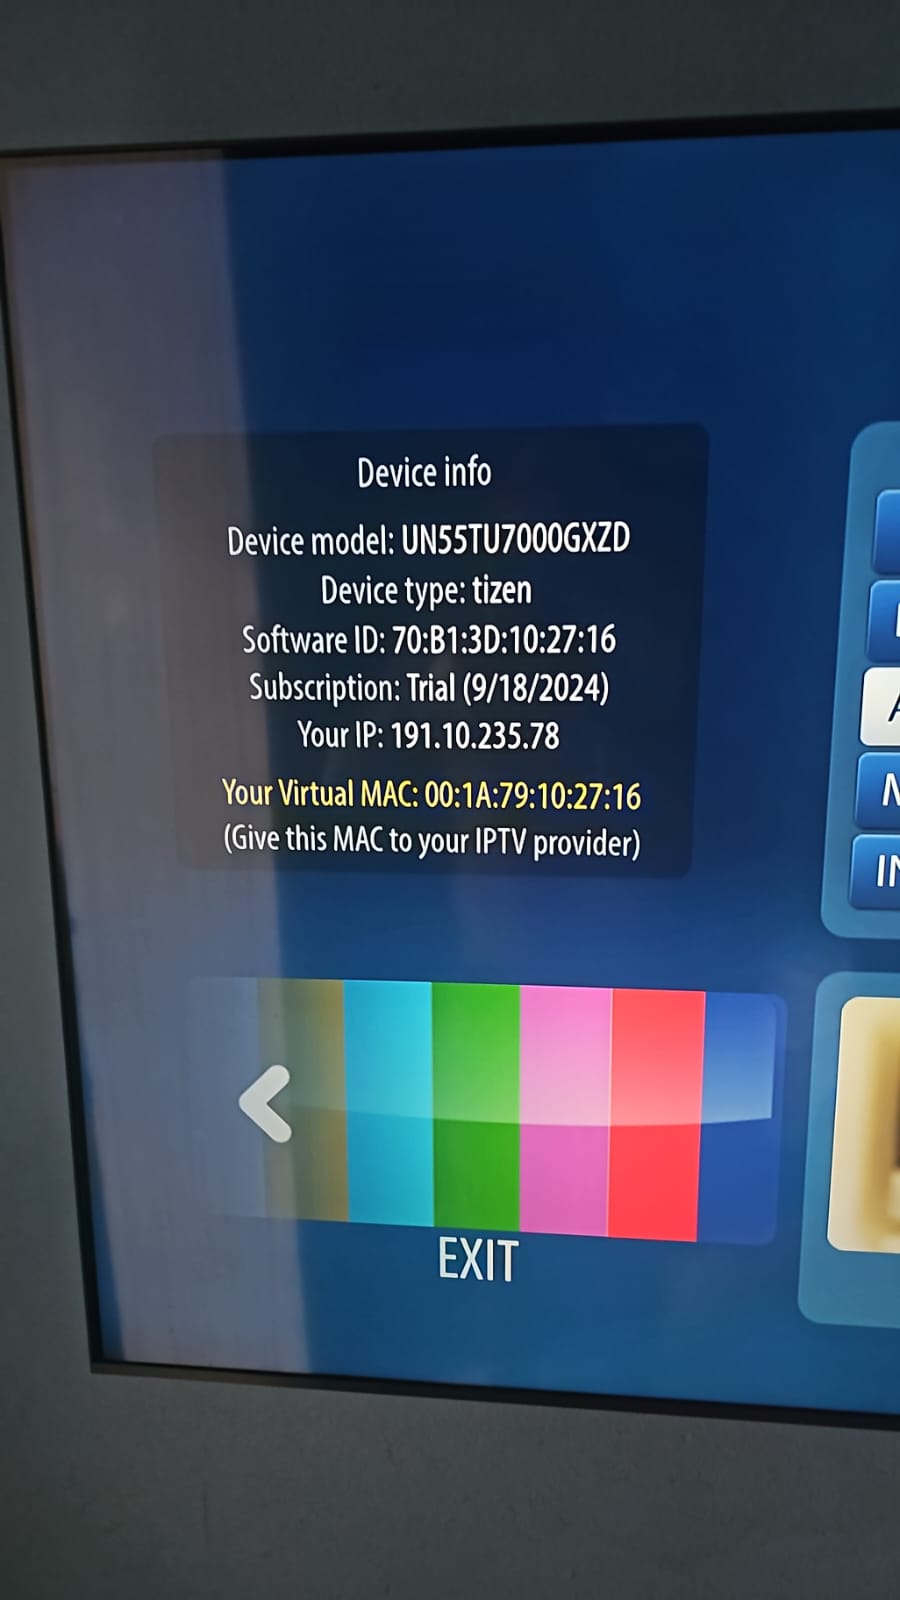 Device info
Device model: UN55TU7000GXZD
Device type: tizen
Software ID: 70:B1:3D:10:27:16
Subscription: Trial (9/18/2024)
Your IP: 191.10.235.78
Your Virtual MAC: 00:1A:79:10:27:16
(Give this MAC to your IPTV provider)
EXIT